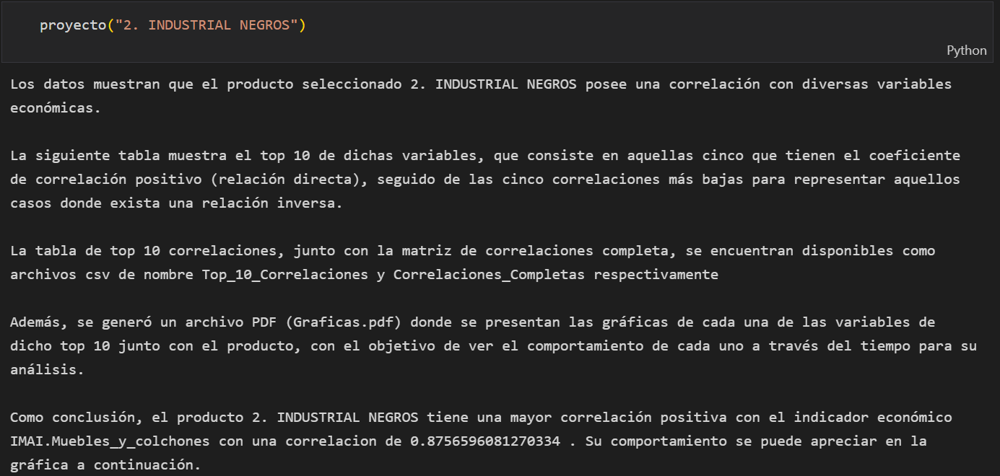 proyecto("2. INDUSTRIAL NEGROS")
Python
Los datos muestran que el producto seleccionado 2. INDUSTRIAL NEGROS posee una correlación con diversas variables
económicas.
La siguiente tabla muestra el top 10 de dichas variables, que consiste en aquellas cinco que tienen el coeficiente
de correlación positivo (relación directa), seguido de las cinco correlaciones más bajas para representar aquellos
casos donde exista una relación inversa.
La tabla de top 10 correlaciones, junto con la matriz de correlaciones completa, se encuentran disponibles como
archivos csv de nombre Top_10_Correlaciones y Correlaciones_Completas respectivamente
Además, se generó un archivo PDF (Graficas.pdf) donde se presentan las gráficas de cada una de las variables de
dicho top 10 junto con el producto, con el objetivo de ver el comportamiento de cada uno a través del tiempo para su
análisis.
Como conclusión, el producto 2. INDUSTRIAL NEGROS tiene una mayor correlación positiva con el indicador económico
IMAI.Muebles_y_colchones con una correlacion de 0.8756596081270334 . Su comportamiento se puede apreciar en la
gráfica a continuación.